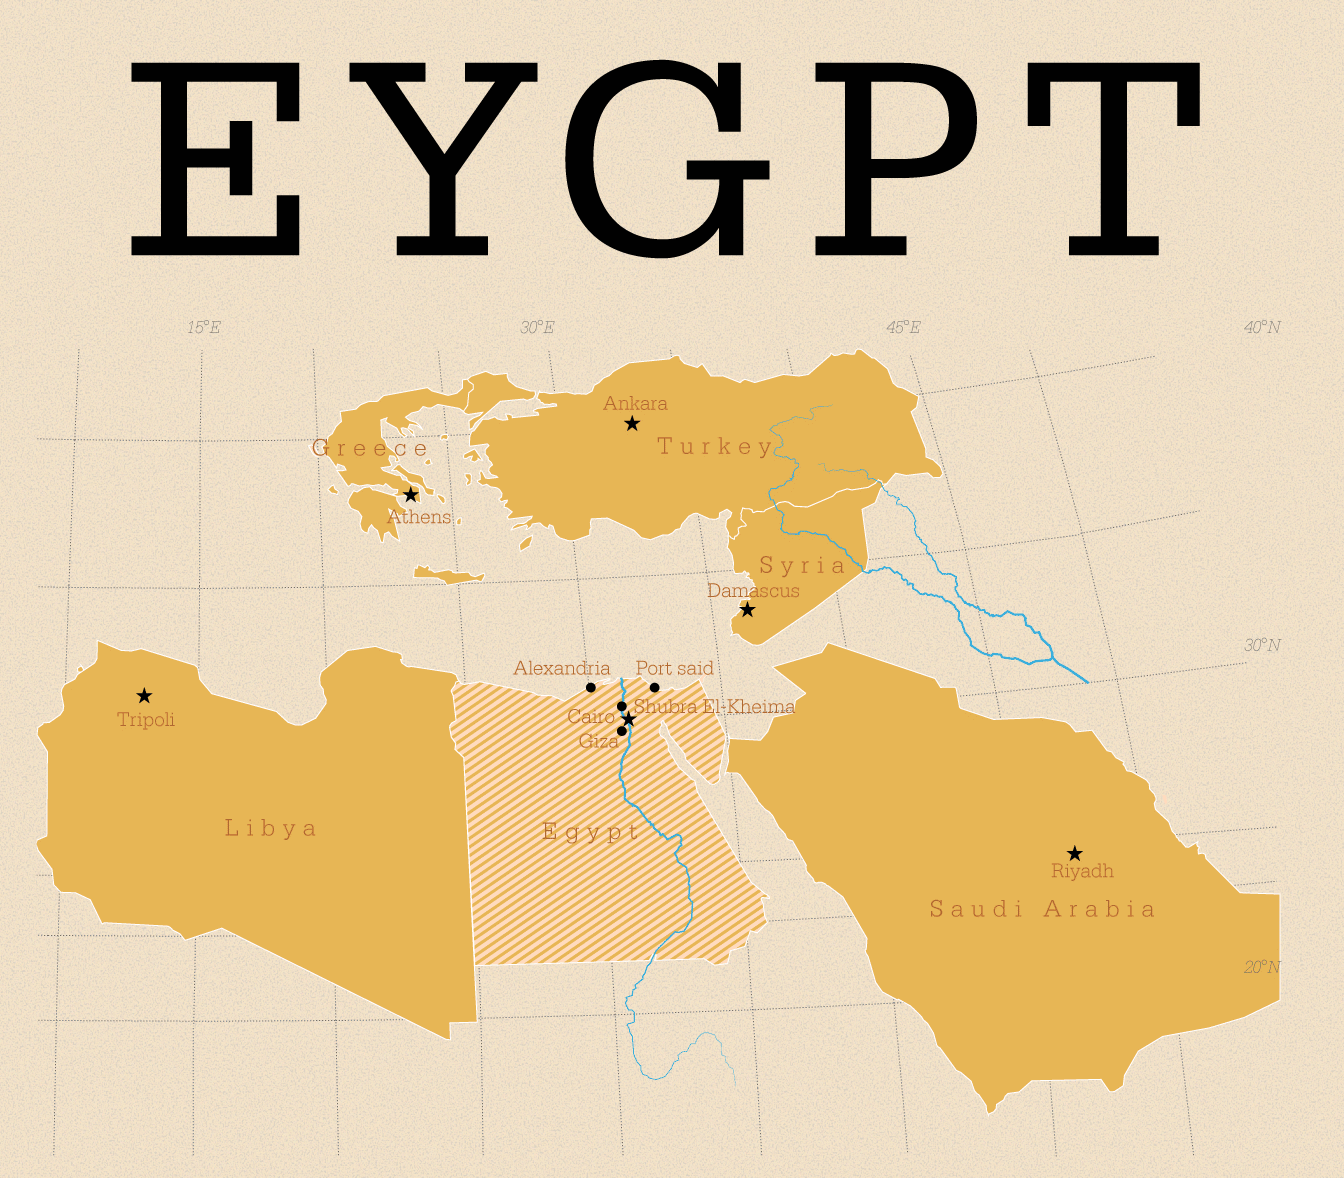 EYGPT
15°E
30°E
45°E
40°N
Ankara
Greece
Turkey
Athens
Syria
Damascus
30°N
Alexandria
Port said
Shubra El-Kheima
Cairo
Tripoli
Giza
Libya
Egypt
Riyadh
Saudi Arabia
20°N